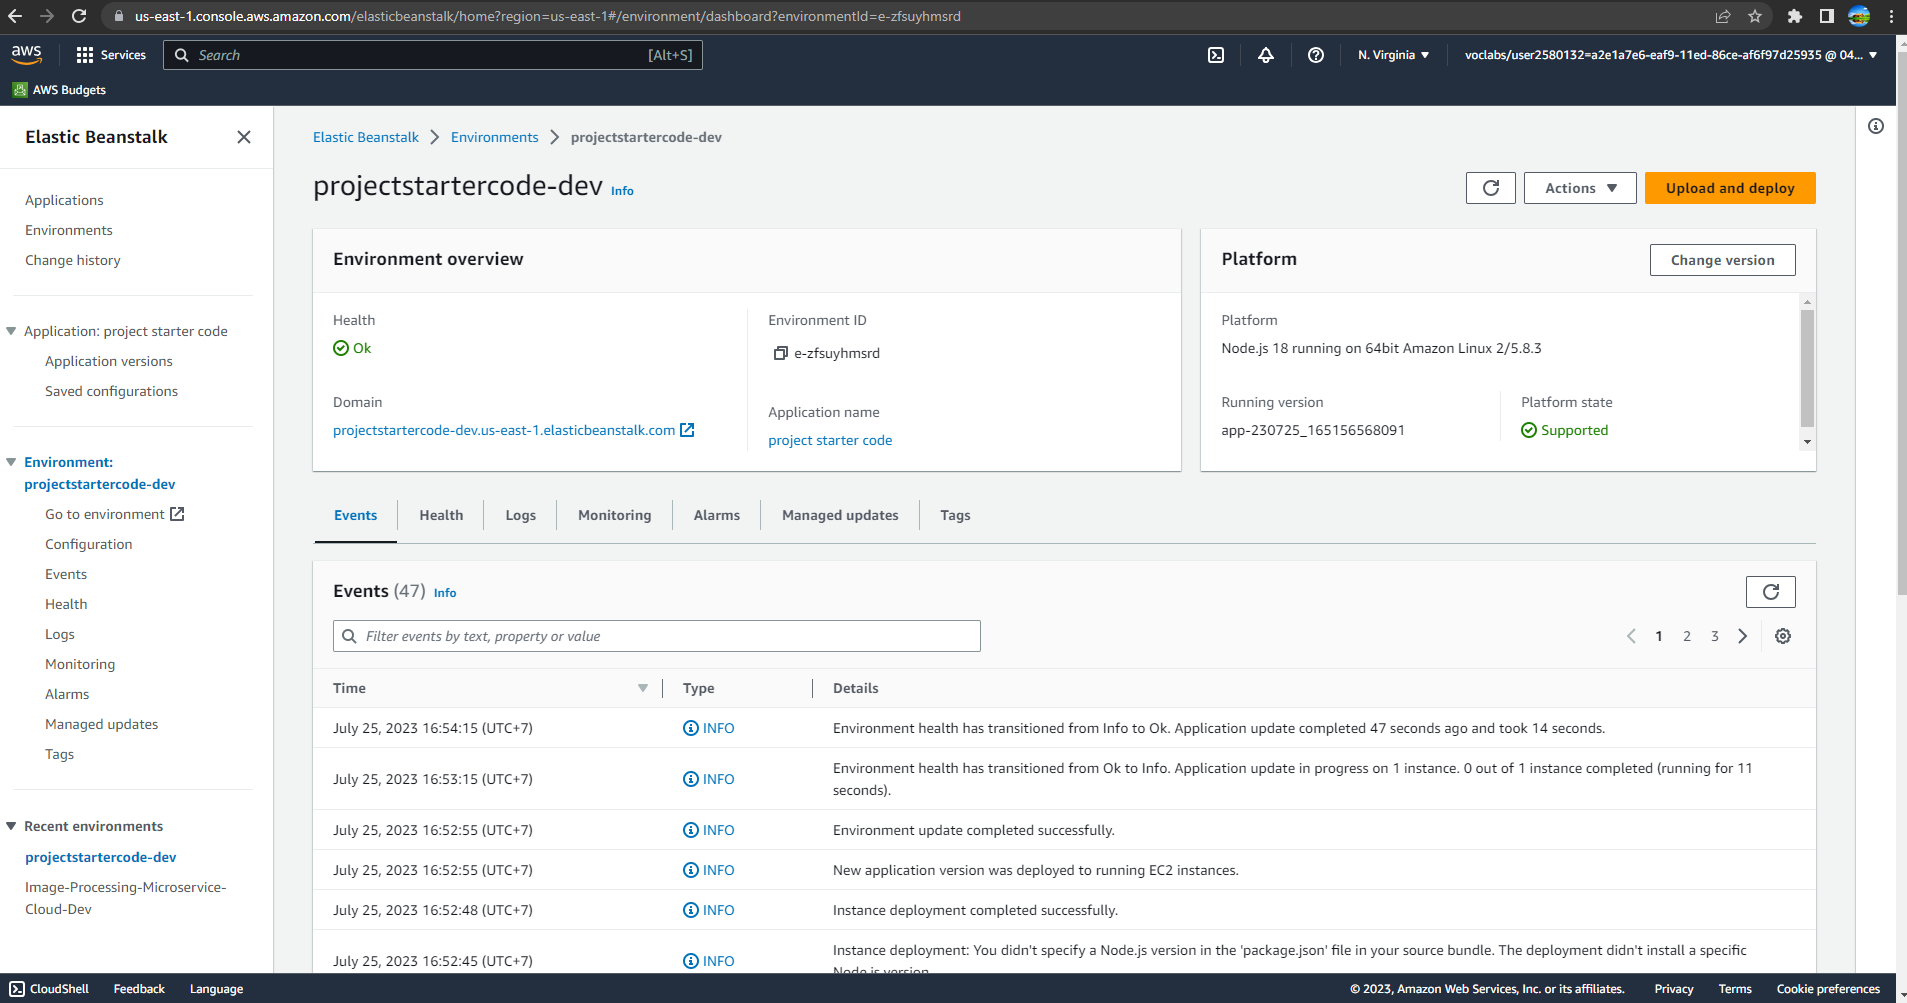 us-east-1.console.aws.amazon.com/elasticbeanstalk/home?region=us-east-1#/environment/dashboard?environmentId=e-zfsuyhmsrd
aws
Services
Search
[Alt+S]
N. Virginia
voclabs/user2580132=a2e1a7e6-eaf9-11ed-86ce-af6f97d25935 @ 04...
AWS Budgets
Elastic Beanstalk
Applications
Environments
Change history
Application: project starter code
Application versions
Saved configurations
Environment:
projectstartercode-dev
Go to environment
Configuration
Events
Health
Logs
Monitoring
Alarms
Managed updates
Tags
Recent environments
projectstartercode-dev
Image-Processing-Microservice-
Cloud-Dev
Elastic Beanstalk
Environments
projectstartercode-dev
projectstartercode-dev Info
Actions
Upload and deploy
Environment overview
Health
Ok
Domain
projectstartercode-dev.us-east-1.elasticbeanstalk.com
Environment ID
e-zfsuyhmsrd
Application name
project starter code
Platform
Change version
Platform
Node.js 18 running on 64bit Amazon Linux 2/5.8.3
Running version
app-230725_165156568091
Platform state
Supported
Events
Health
Logs
Monitoring
Alarms
Managed updates
Tags
Events (47) Info
Filter events by text, property or value
1 2 3
Time Type Details
July 25, 2023 16:54:15 (UTC+7) INFO Environment health has transitioned from Info to Ok. Application update completed 47 seconds ago and took 14 seconds.
July 25, 2023 16:53:15 (UTC+7) INFO Environment health has transitioned from Ok to Info. Application update in progress on 1 instance. 0 out of 1 instance completed (running for 11
seconds).
July 25, 2023 16:52:55 (UTC+7) INFO Environment update completed successfully.
July 25, 2023 16:52:55 (UTC+7) INFO New application version was deployed to running EC2 instances.
July 25, 2023 16:52:48 (UTC+7) INFO Instance deployment completed successfully.
July 25, 2023 16:52:45 (UTC+7) INFO Instance deployment: You didn't specify a Node.js version in the 'package.json' file in your source bundle. The deployment didn't install a specific
Node.js version.
CloudShell
Feedback
Language
© 2023, Amazon Web Services, Inc. or its affiliates.
Privacy
Terms
Cookie preferences